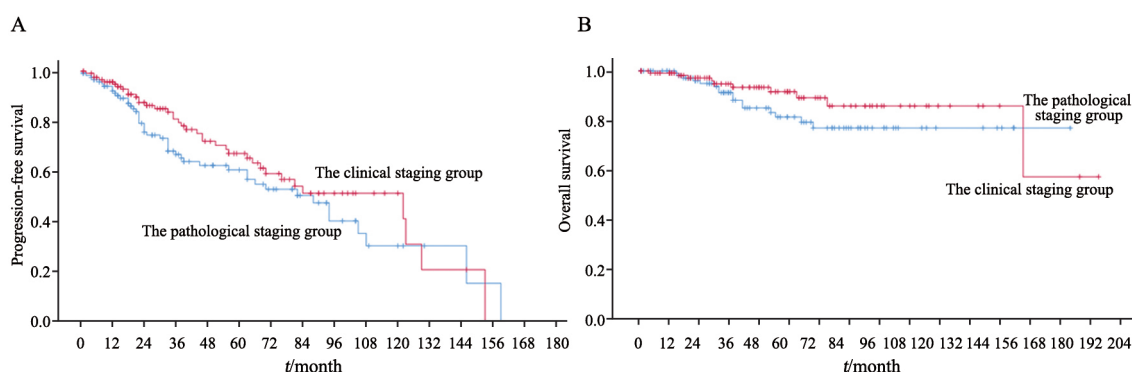 A
Progression-free survival
1.0
0.8
0.6
0.4
0.2
0.0
The clinical staging group
The pathological staging group
0 12 24 36 48 60 72 84 96 108 120 132 144 156 168 180
t/month
B
Overall survival
1.0
0.8
0.6
0.4
0.2
0.0
The pathological
staging group
The clinical staging group
0 12 24 36 48 60 72 84 96 108 120 132 144 156 168 180 192 204
t/month